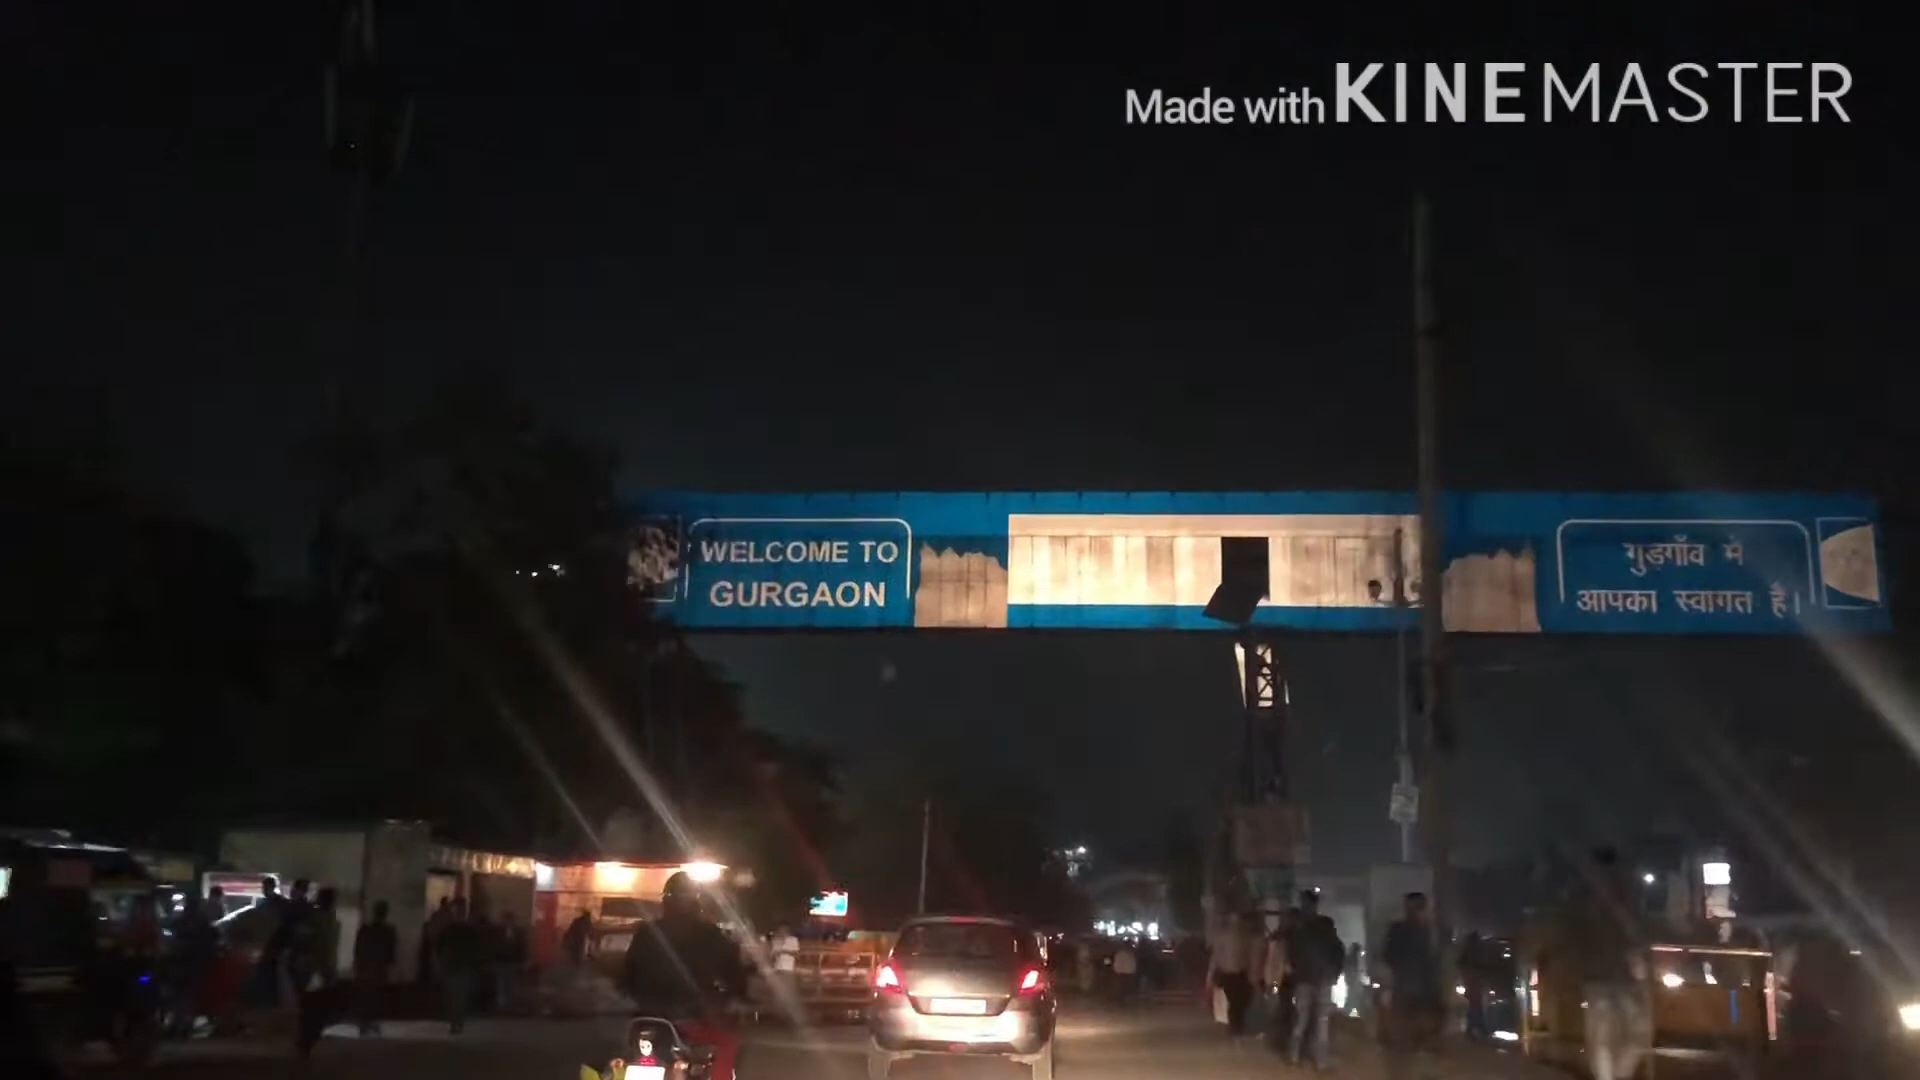 Made with KINEMASTER
WELCOME TO
GURGAON
गुड़गाँव में
आपका स्वागत है।